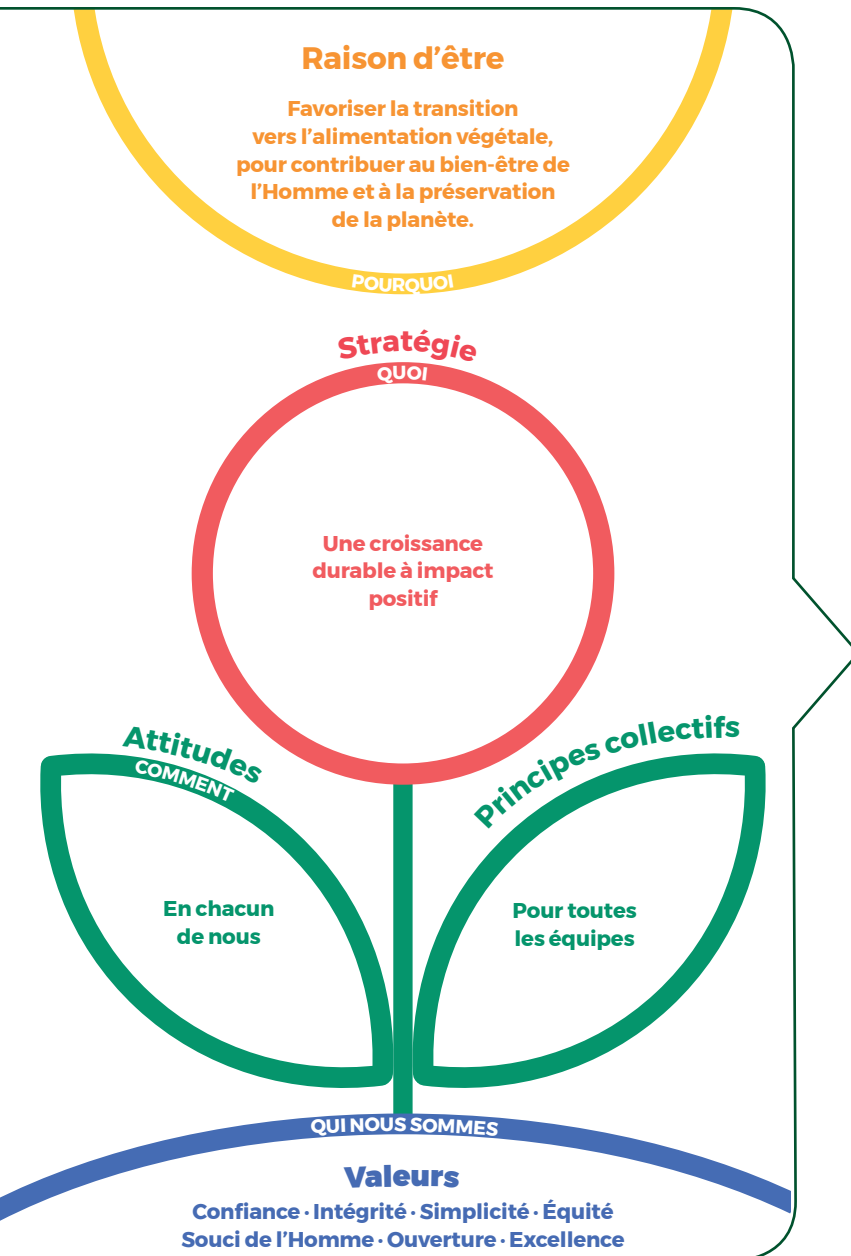 Raison d’être
Favoriser la transition
vers l’alimentation végétale,
pour contribuer au bien-être de
l’Homme et à la préservation
de la planète.
POURQUOI
Stratégie
QUOI
Une croissance
durable à impact
positif
Attitudes
COMMENT
En chacun
de nous
Principes collectifs
Pour toutes
les équipes
QUI NOUS SOMMES
Valeurs
Confiance · Intégrité · Simplicité · Équité
Souci de l’Homme · Ouverture · Excellence